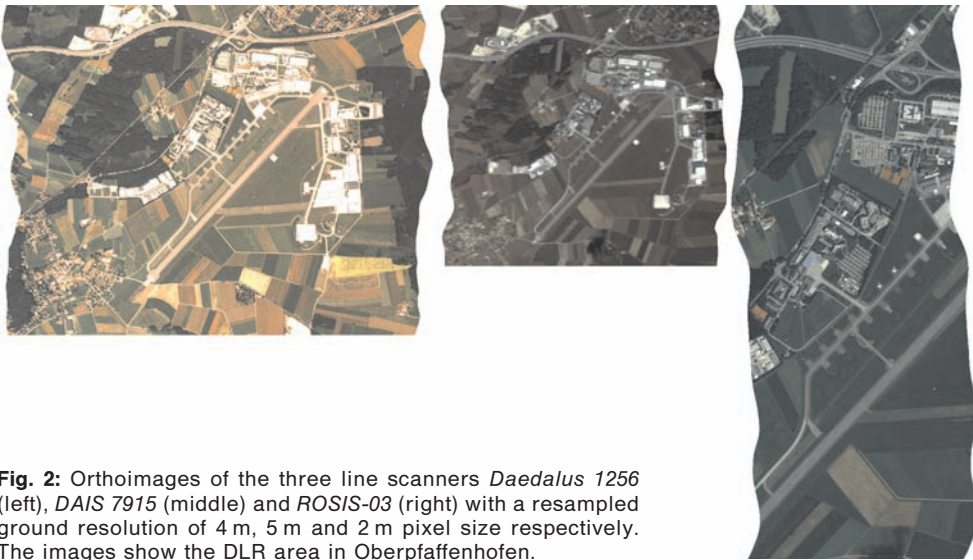 Fig. 2: Orthoimages of the three line scanners Daedalus 1256
(left), DAIS 7915 (middle) and ROSIS-03 (right) with a resampled
ground resolution of 4 m, 5 m and 2 m pixel size respectively.
The images show the DLR area in Oberpfaffenhofen.